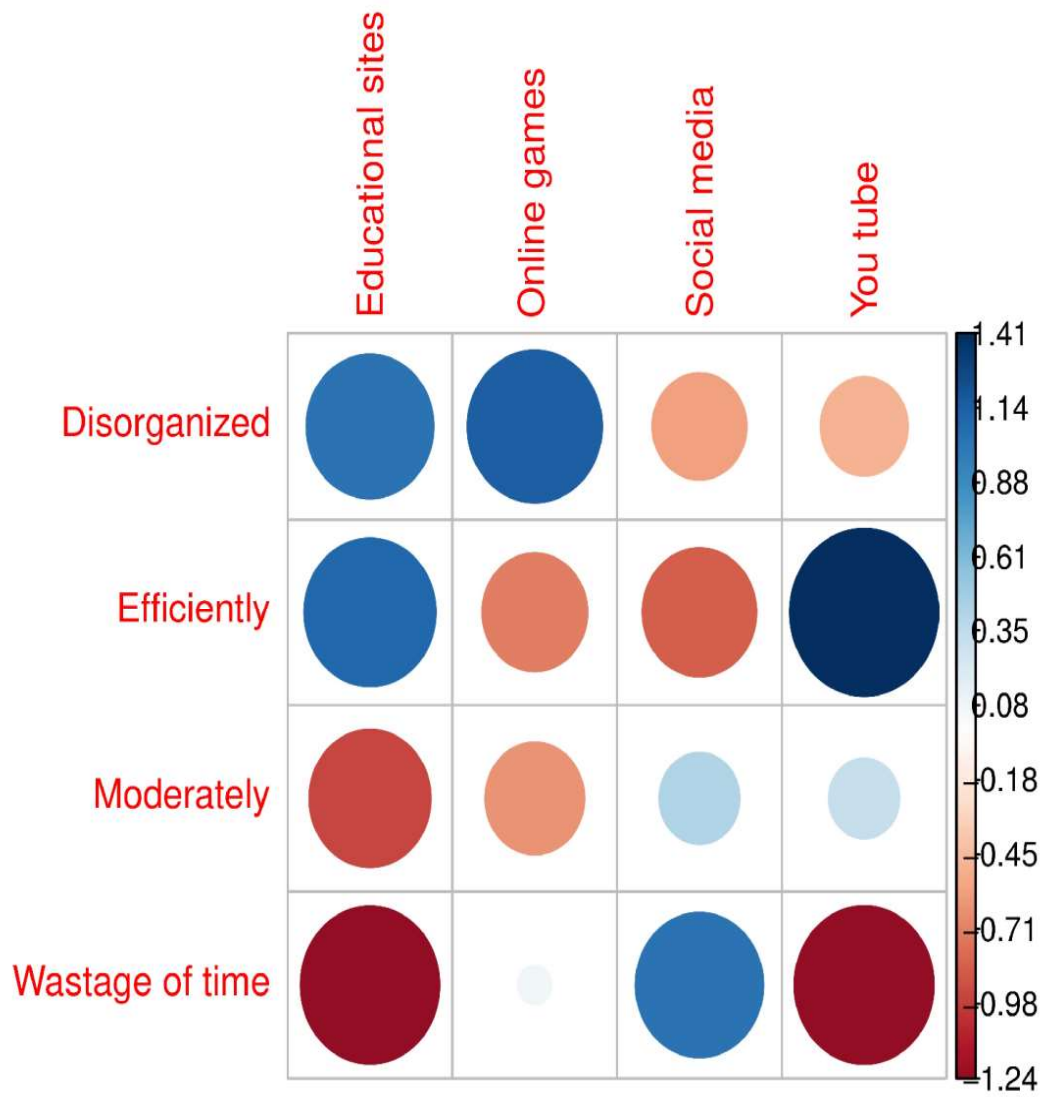 Educational sites
Online games
Social media
You tube
Disorganized
Efficiently
Moderately
Wastage of time
1.41
1.14
0.88
0.61
0.35
0.08
-0.18
-0.45
-0.71
-0.98
-1.24